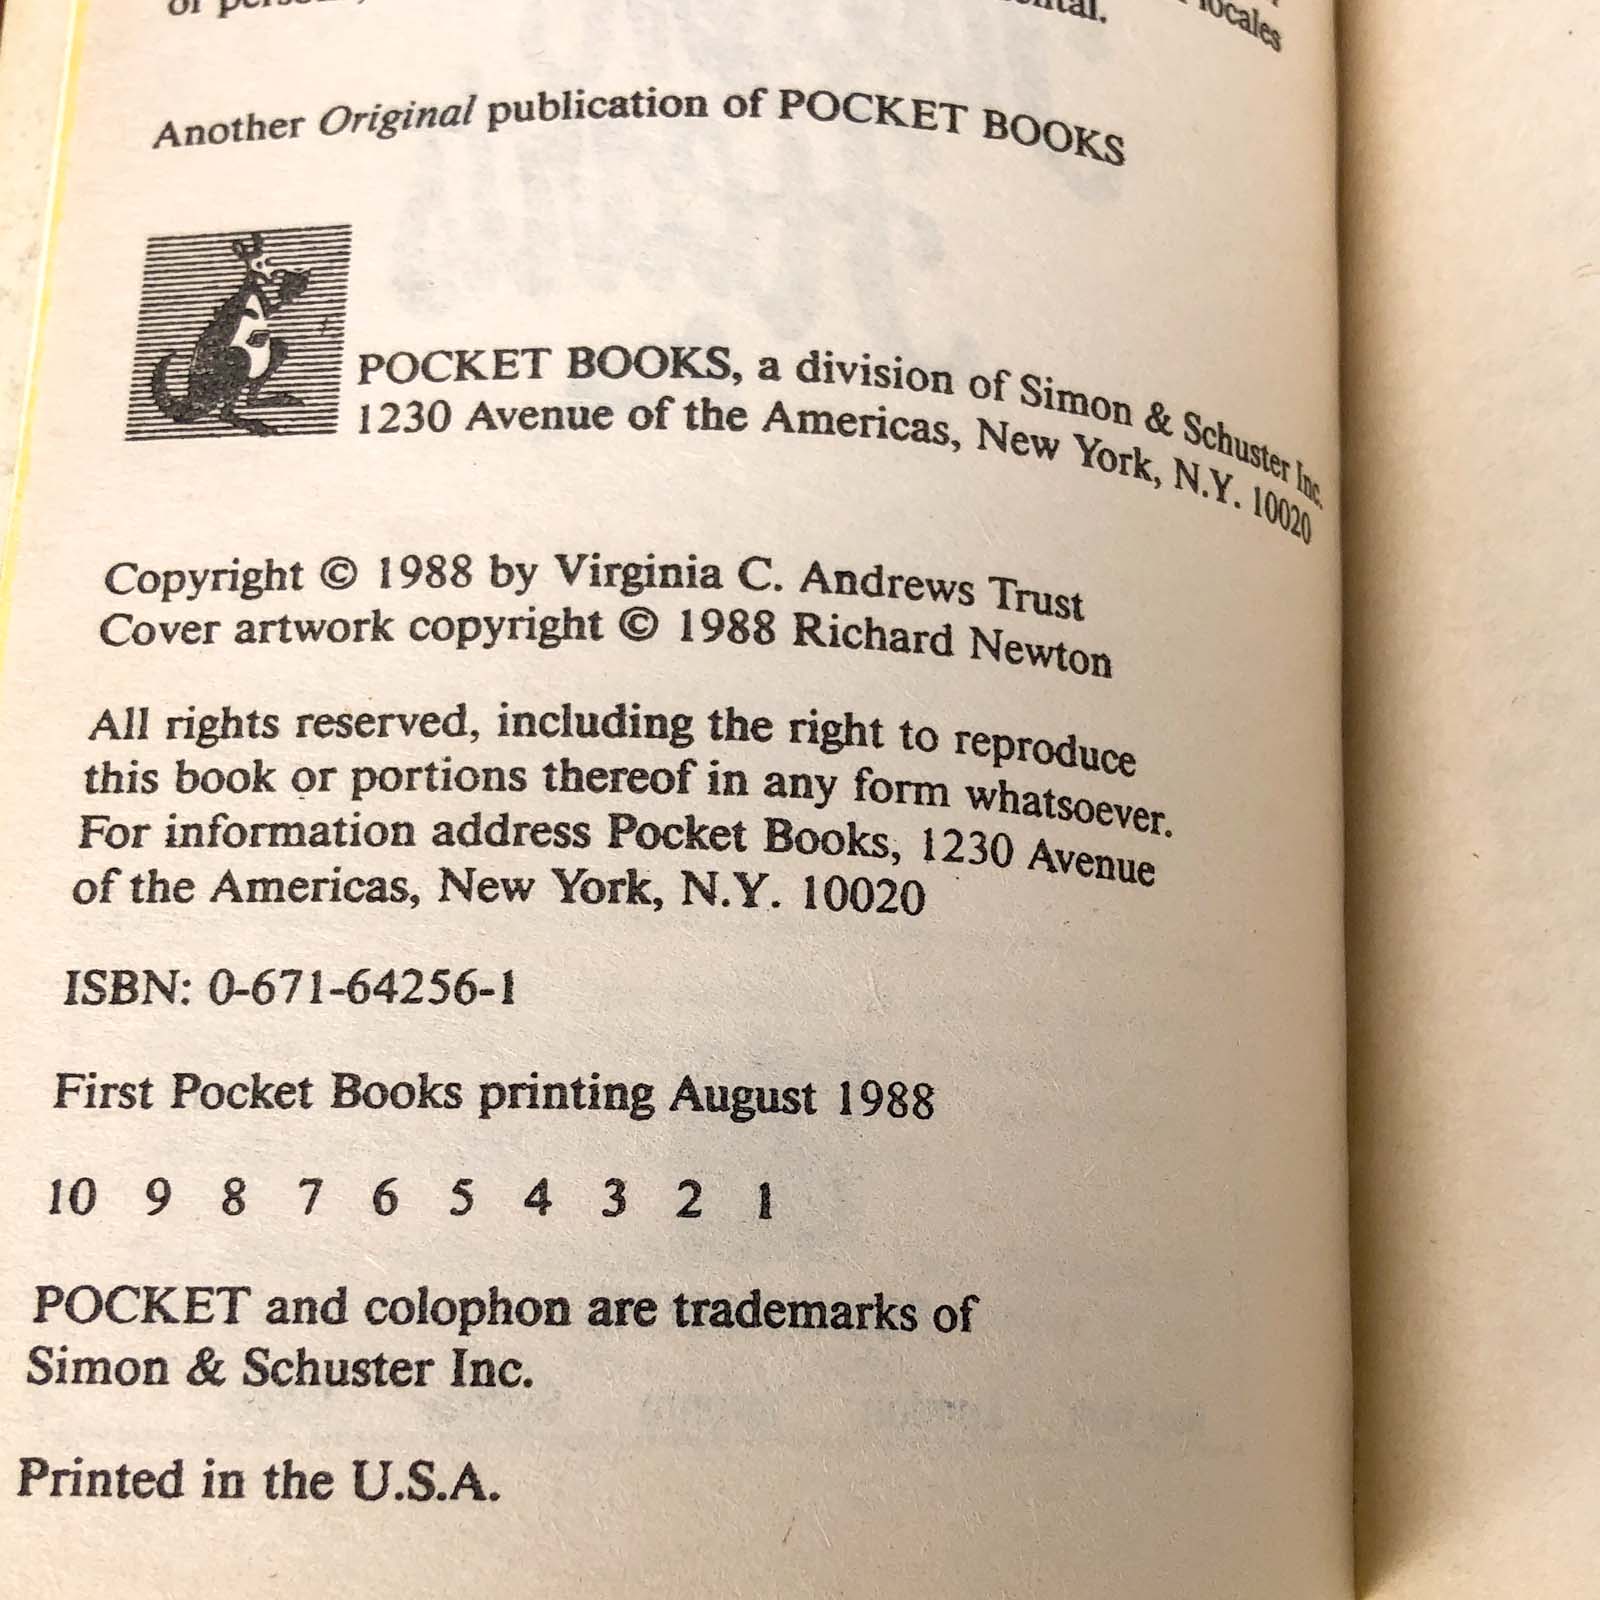 of
locales
Another Original publication of POCKET BOOKS
POCKET BOOKS, a division of Simon & Schuster Inc.
1230 Avenue of the Americas, New York, N.Y. 10020
Copyright © 1988 by Virginia C. Andrews Trust
Cover artwork copyright © 1988 Richard Newton
All rights reserved, including the right to reproduce
this book or portions thereof in any form whatsoever.
For information address Pocket Books, 1230 Avenue
of the Americas, New York, N.Y. 10020
ISBN: 0-671-64256-1
First Pocket Books printing August 1988
10 9 8 7 6 5 4 3 2 1
POCKET and colophon are trademarks of
Simon & Schuster Inc.
Printed in the U.S.A.